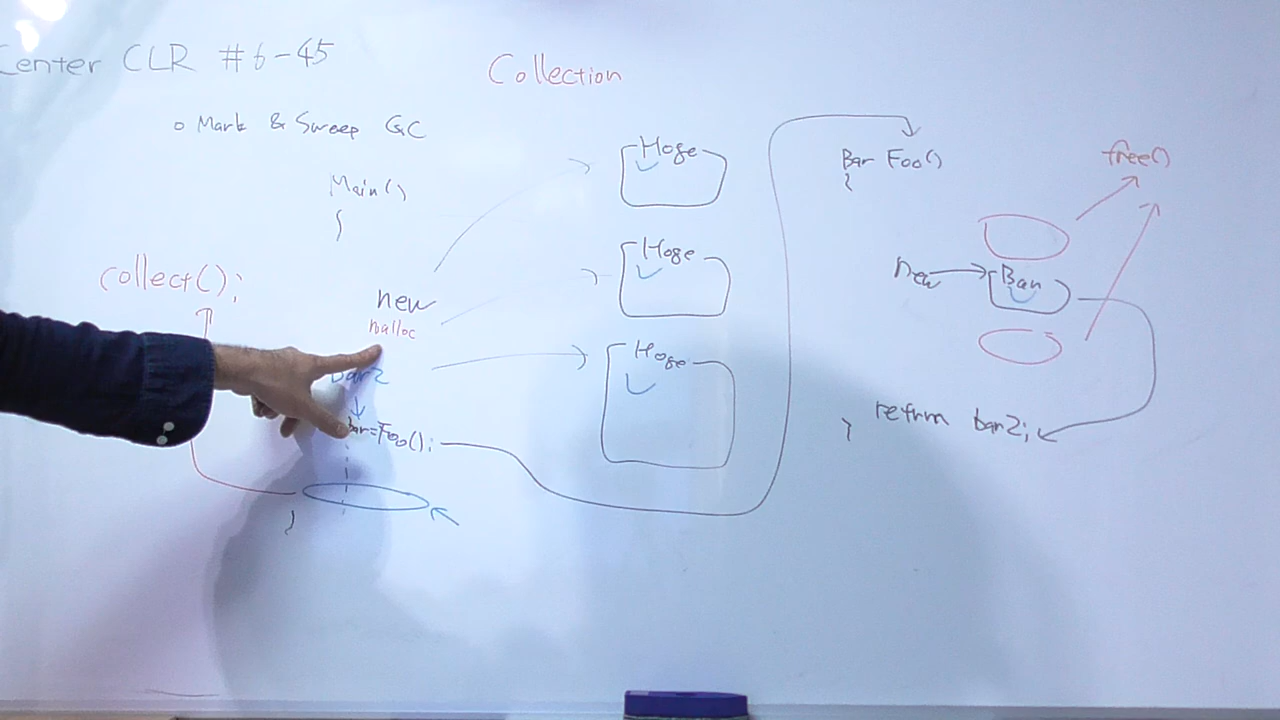 Center CLR #6-45
Collection
o Mark & Sweep GC
Main()
{
collect();
new
malloc
bar2
bar=Foo();
}
Hoge
Hoge
Hoge
Bar Foo()
{
free()
new
Bar
return bar2;
}